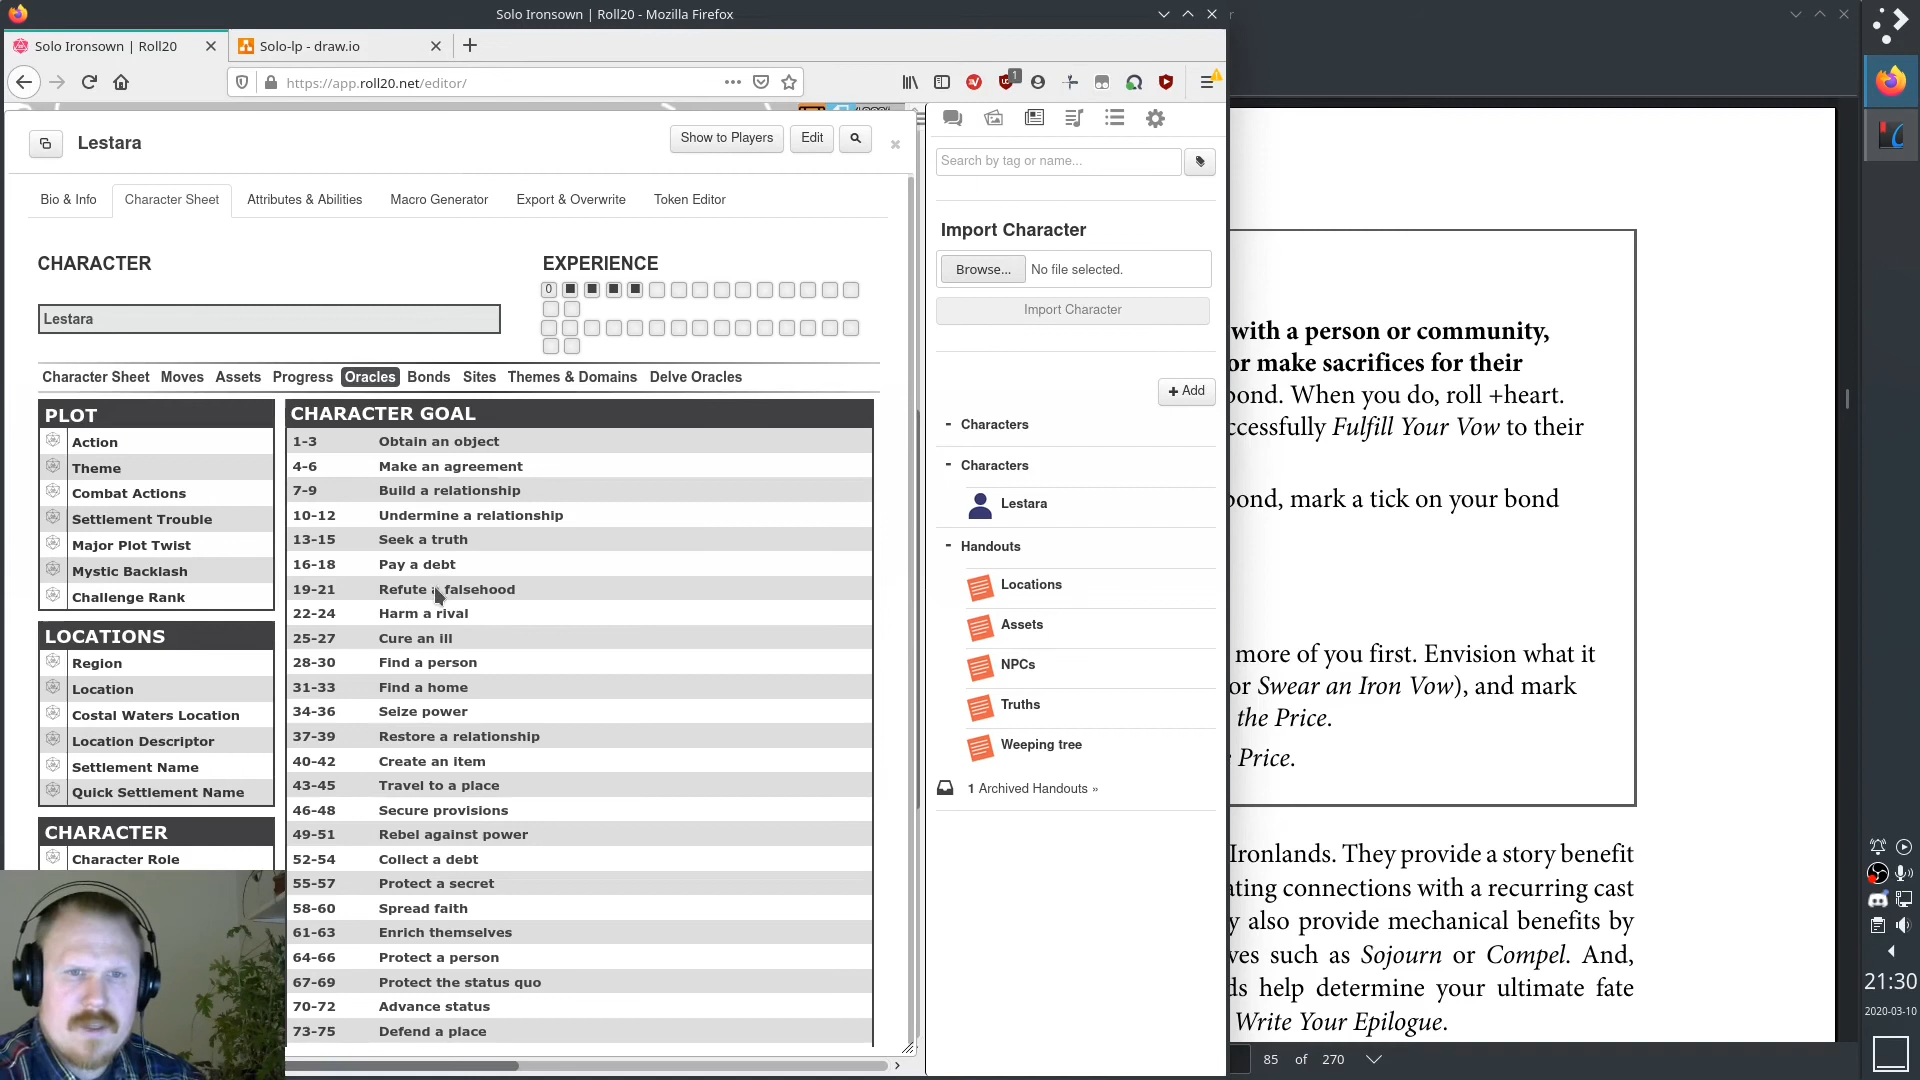 Solo Ironsown | Roll20 - Mozilla Firefox
Solo Ironsown | Roll20
Solo-lp - draw.io
https://app.roll20.net/editor/
1
Lestara
Show to Players
Edit
Bio & Info
Character Sheet
Attributes & Abilities
Macro Generator
Export & Overwrite
Token Editor
CHARACTER
Lestara
EXPERIENCE
0
Character Sheet
Moves
Assets
Progress
Oracles
Bonds
Sites
Themes & Domains
Delve Oracles
PLOT
Action
Theme
Combat Actions
Settlement Trouble
Major Plot Twist
Mystic Backlash
Challenge Rank
LOCATIONS
Region
Location
Costal Waters Location
Location Descriptor
Settlement Name
Quick Settlement Name
CHARACTER
Character Role
CHARACTER GOAL
1-3 Obtain an object
4-6 Make an agreement
7-9 Build a relationship
10-12 Undermine a relationship
13-15 Seek a truth
16-18 Pay a debt
19-21 Refute a falsehood
22-24 Harm a rival
25-27 Cure an ill
28-30 Find a person
31-33 Find a home
34-36 Seize power
37-39 Restore a relationship
40-42 Create an item
43-45 Travel to a place
46-48 Secure provisions
49-51 Rebel against power
52-54 Collect a debt
55-57 Protect a secret
58-60 Spread faith
61-63 Enrich themselves
64-66 Protect a person
67-69 Protect the status quo
70-72 Advance status
73-75 Defend a place
Search by tag or name...
Import Character
Browse... No file selected.
Import Character
+ Add
- Characters
- Characters
Lestara
- Handouts
Locations
Assets
NPCs
Truths
Weeping tree
1 Archived Handouts »
with a person or community,
or make sacrifices for their
bond. When you do, roll +heart.
ccessfully Fulfill Your Vow to their
bond, mark a tick on your bond
more of you first. Envision what it
or Swear an Iron Vow), and mark
the Price.
Price.
Ironlands. They provide a story benefit
ating connections with a recurring cast
y also provide mechanical benefits by
ves such as Sojourn or Compel. And,
ds help determine your ultimate fate
Write Your Epilogue.
85 of 270
21:30
2020-03-10